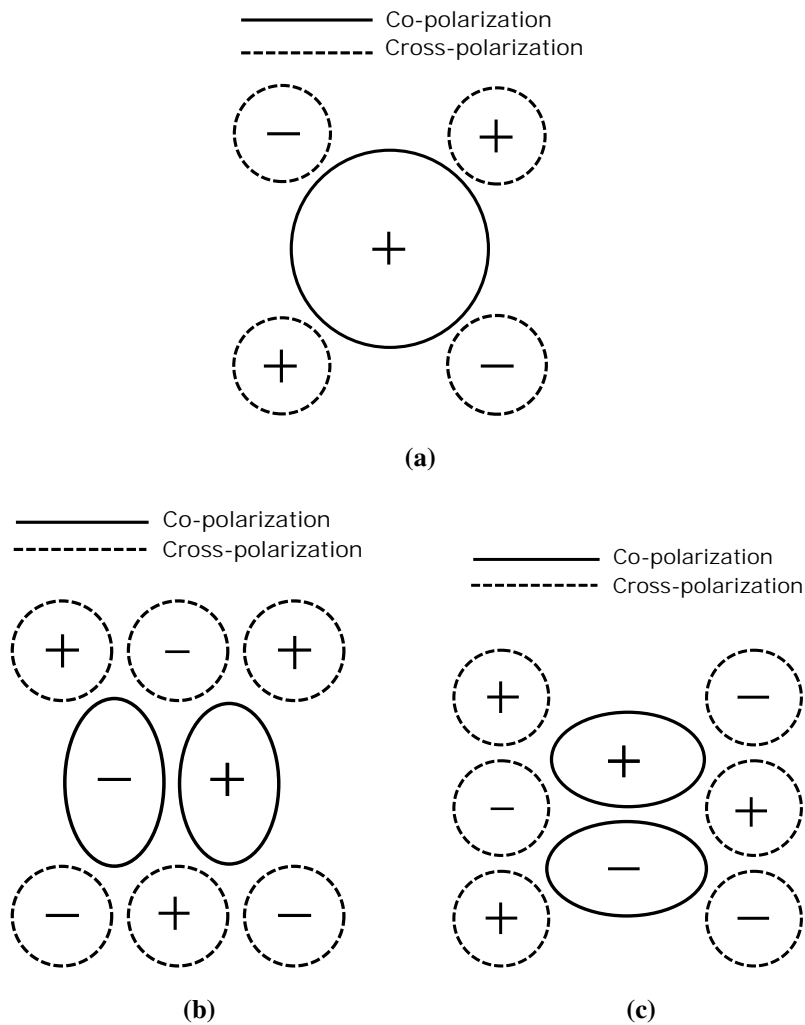 Co-polarization
Cross-polarization
− +
+
+ −
(a)
Co-polarization
Cross-polarization
+ − +
− +
− + −
(b)
Co-polarization
Cross-polarization
+ −
+
− +
−
+ −
(c)